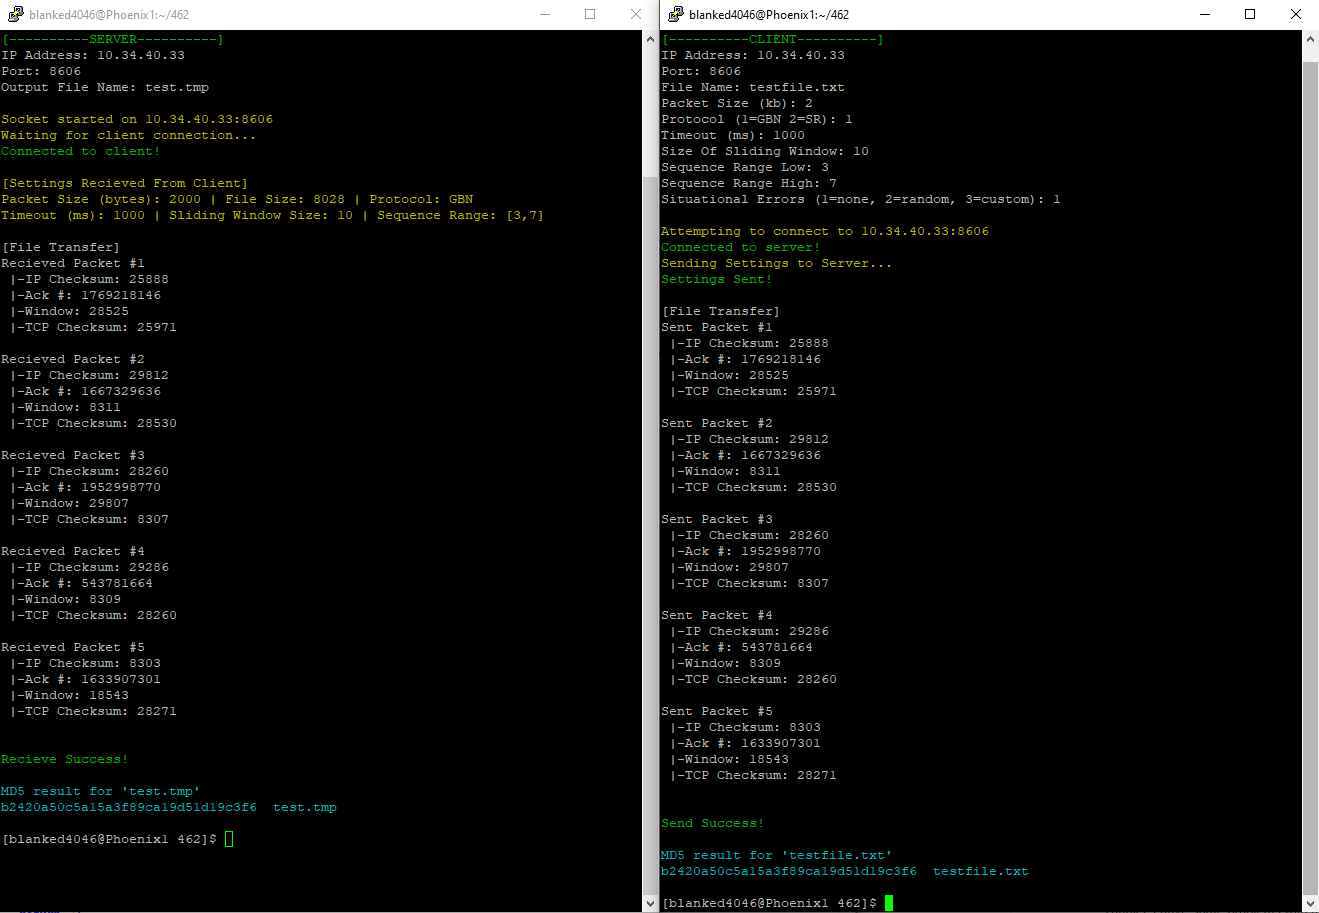 blanked4046@Phoenix1:~/462
[----------SERVER----------]
IP Address: 10.34.40.33
Port: 8606
Output File Name: test.tmp
Socket started on 10.34.40.33:8606
Waiting for client connection...
Connected to client!
[Settings Recieved From Client]
Packet Size (bytes): 2000 | File Size: 8028 | Protocol: GBN
Timeout (ms): 1000 | Sliding Window Size: 10 | Sequence Range: [3,7]
[File Transfer]
Recieved Packet #1
|-IP Checksum: 25888
|-Ack #: 1769218146
|-Window: 28525
|-TCP Checksum: 25971
Recieved Packet #2
|-IP Checksum: 29812
|-Ack #: 1667329636
|-Window: 8311
|-TCP Checksum: 28530
Recieved Packet #3
|-IP Checksum: 28260
|-Ack #: 1952998770
|-Window: 29807
|-TCP Checksum: 8307
Recieved Packet #4
|-IP Checksum: 29286
|-Ack #: 543781664
|-Window: 8309
|-TCP Checksum: 28260
Recieved Packet #5
|-IP Checksum: 8303
|-Ack #: 1633907301
|-Window: 18543
|-TCP Checksum: 28271
Recieve Success!
MD5 result for 'test.tmp'
b2420a50c5a15a3f89ca19d51d19c3f6  test.tmp
[blanked4046@Phoenix1 462]$
blanked4046@Phoenix1:~/462
[----------CLIENT----------]
IP Address: 10.34.40.33
Port: 8606
File Name: testfile.txt
Packet Size (kb): 2
Protocol (1=GBN 2=SR): 1
Timeout (ms): 1000
Size Of Sliding Window: 10
Sequence Range Low: 3
Sequence Range High: 7
Situational Errors (1=none, 2=random, 3=custom): 1
Attempting to connect to 10.34.40.33:8606
Connected to server!
Sending Settings to Server...
Settings Sent!
[File Transfer]
Sent Packet #1
|-IP Checksum: 25888
|-Ack #: 1769218146
|-Window: 28525
|-TCP Checksum: 25971
Sent Packet #2
|-IP Checksum: 29812
|-Ack #: 1667329636
|-Window: 8311
|-TCP Checksum: 28530
Sent Packet #3
|-IP Checksum: 28260
|-Ack #: 1952998770
|-Window: 29807
|-TCP Checksum: 8307
Sent Packet #4
|-IP Checksum: 29286
|-Ack #: 543781664
|-Window: 8309
|-TCP Checksum: 28260
Sent Packet #5
|-IP Checksum: 8303
|-Ack #: 1633907301
|-Window: 18543
|-TCP Checksum: 28271
Send Success!
MD5 result for 'testfile.txt'
b2420a50c5a15a3f89ca19d51d19c3f6  testfile.txt
[blanked4046@Phoenix1 462]$